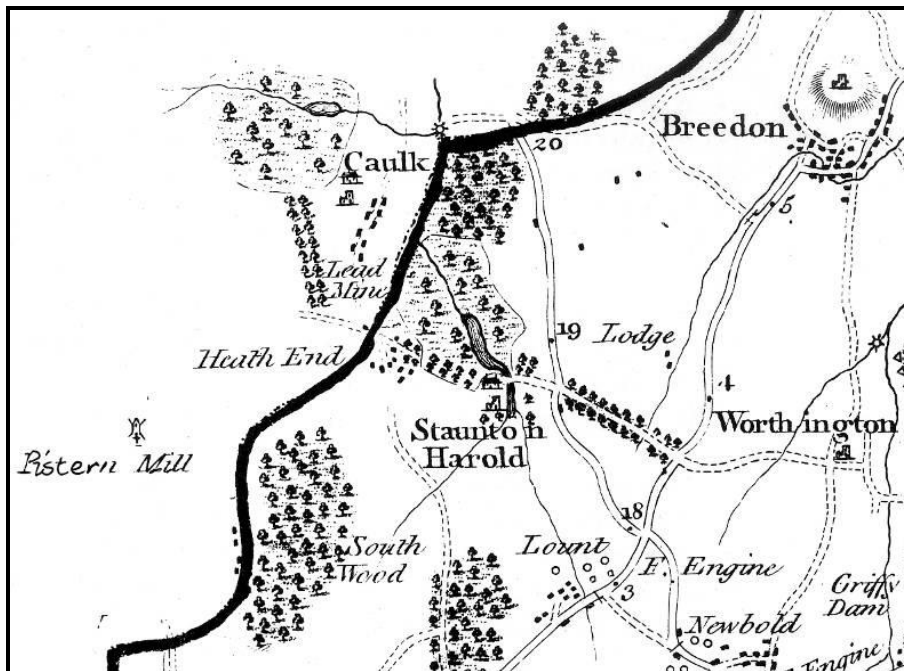 Breedon
20
Caulk
5
Lead
Mine
19
Lodge
Heath End
4
Staunton
Harold
Worthington
Pistern Mill
18
South
Wood
Lount
F. Engine
3
Griffy
Dam
Newbold
Engine